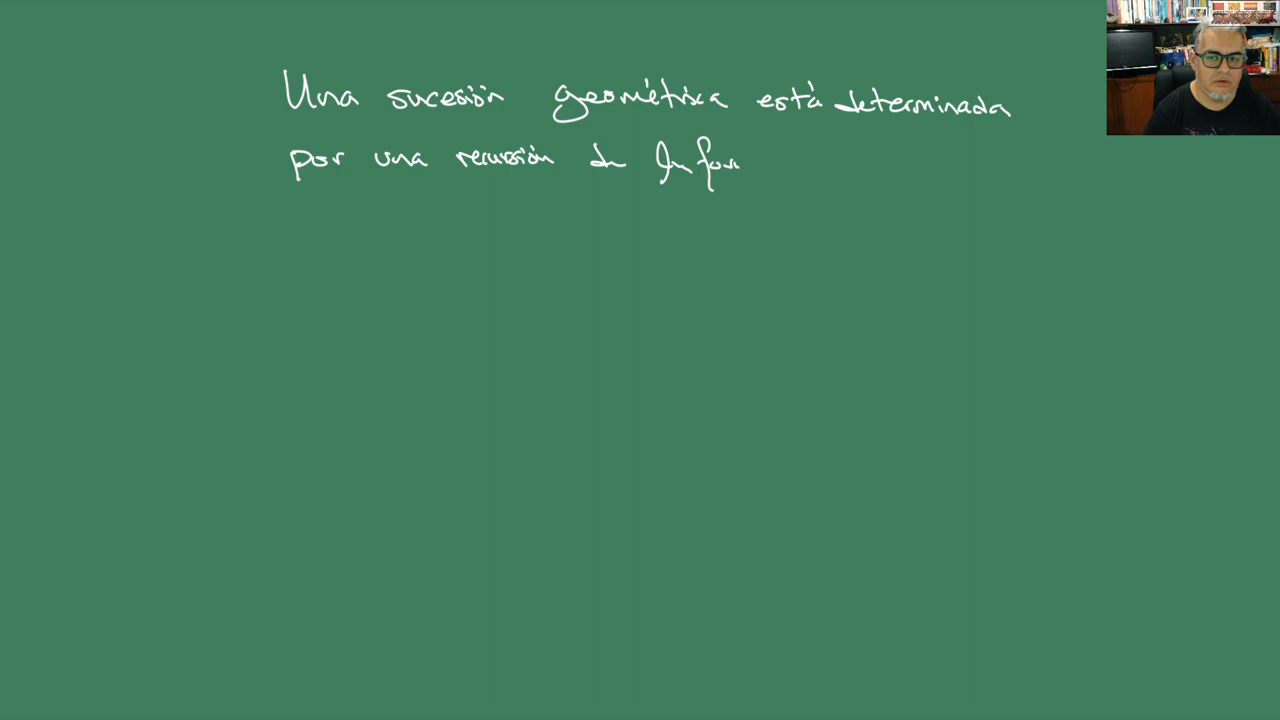 Una sucesión geométrica está determinada
por una recursión de la for